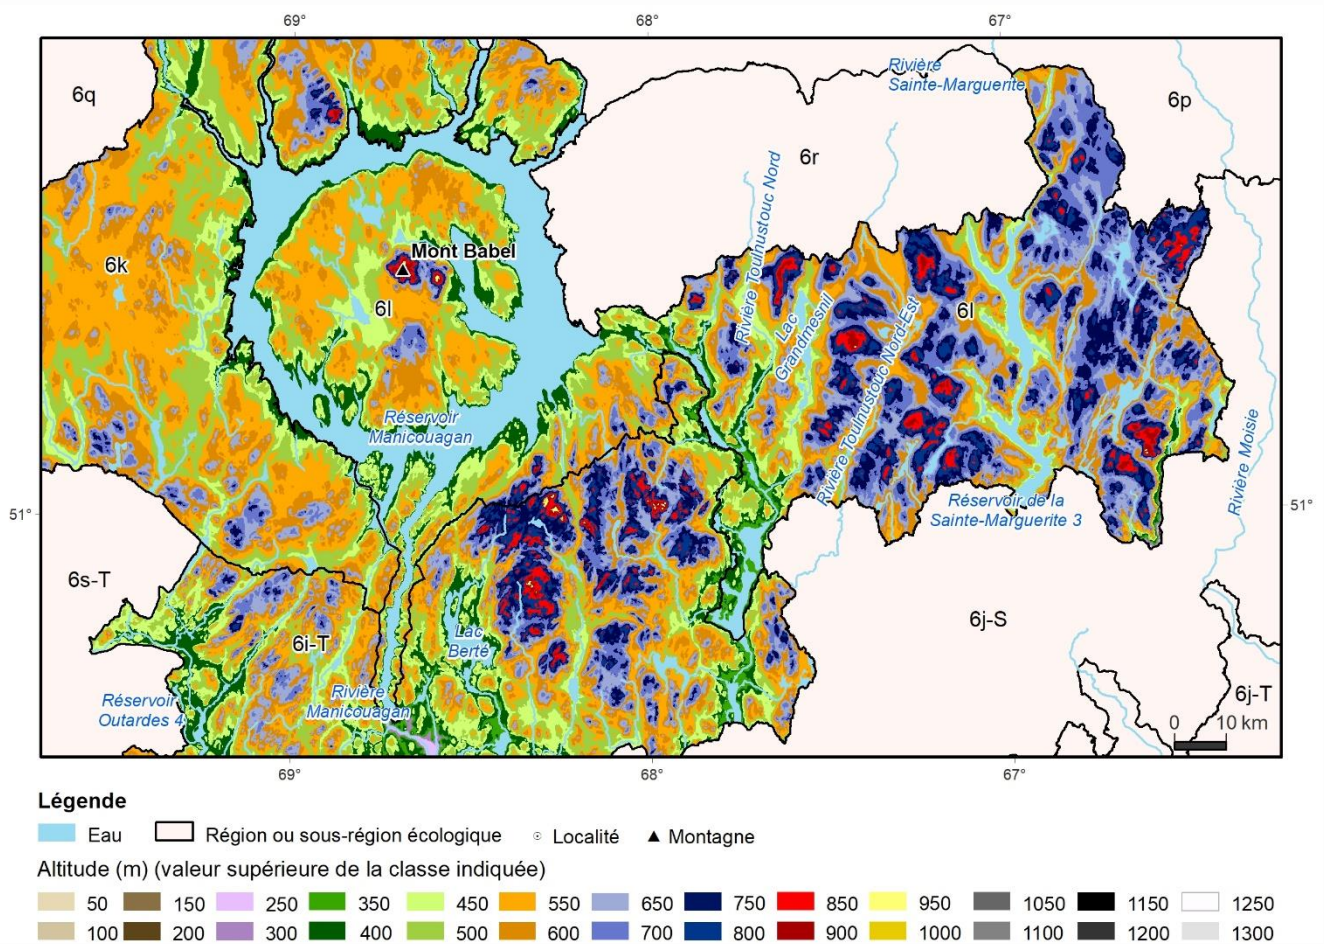 69°
68°
67°
6q
6p
6r
Rivière
Sainte-Marguerite
Rivière Toulnustouc Nord
6k
Mont Babel
6l
6l
Lac
Grandmesnil
Rivière Toulnustouc Nord-Est
Réservoir
Manicouagan
Rivière Moisie
51°
51°
Réservoir de la
Sainte-Marguerite 3
6s-T
6i-T
Lac
Berté
6j-S
6j-T
Réservoir
Outardes 4
Rivière
Manicouagan
0 10 km
69°
68°
67°
Légende
Eau
Région ou sous-région écologique
Localité
Montagne
Altitude (m) (valeur supérieure de la classe indiquée)
50 150 250 350 450 550 650 750 850 950 1050 1150 1250
100 200 300 400 500 600 700 800 900 1000 1100 1200 1300